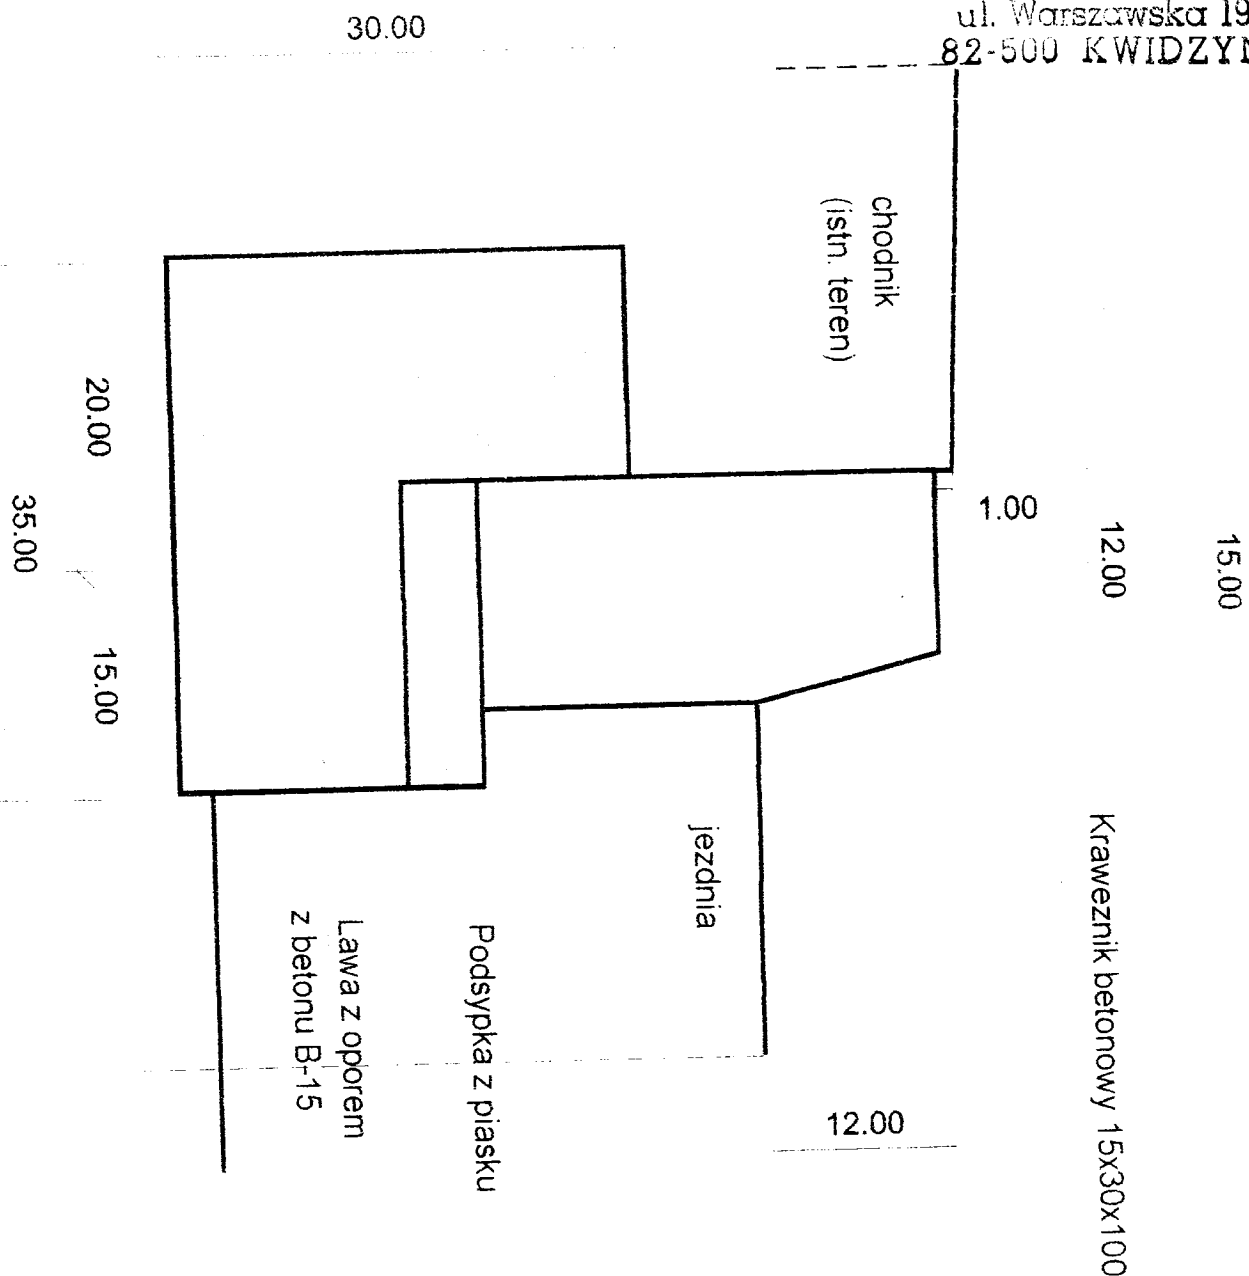 30.00
ul. Warszawska 19
82-500 KWIDZYN
chodnik
(istn. teren)
1.00
12.00
15.00
20.00
35.00
15.00
jezdnia
Kraweznik betonowy 15x30x100
Podsypka z piasku
Lawa z oporem
z betonu B-15
12.00